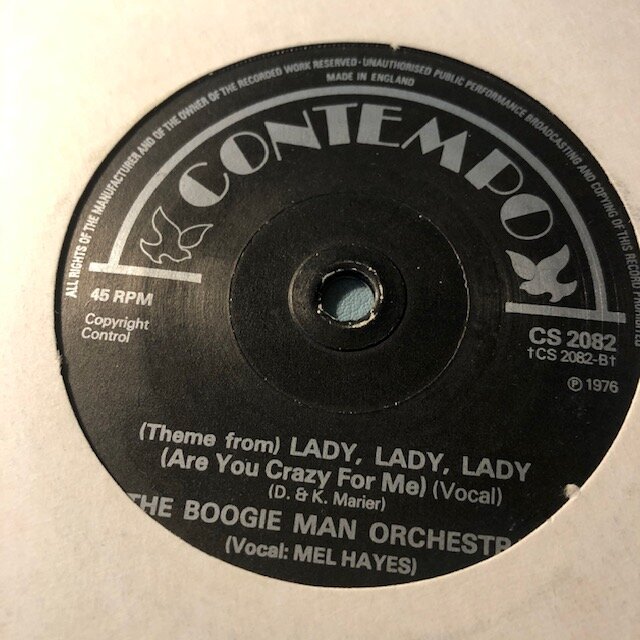 ALL RIGHTS OF THE MANUFACTURER AND OF THE OWNER OF THE RECORDED WORK RESERVED · UNAUTHORISED PUBLIC PERFORMANCE BROADCASTING AND COPYING OF THIS RECORD
MADE IN ENGLAND
CONTEMPO
45 RPM
Copyright
Control
CS 2082
†CS 2082-B†
℗ 1976
(Theme from) LADY, LADY, LADY
(Are You Crazy For Me) (Vocal)
(D. & K. Marier)
THE BOOGIE MAN ORCHESTR
(Vocal: MEL HAYES)